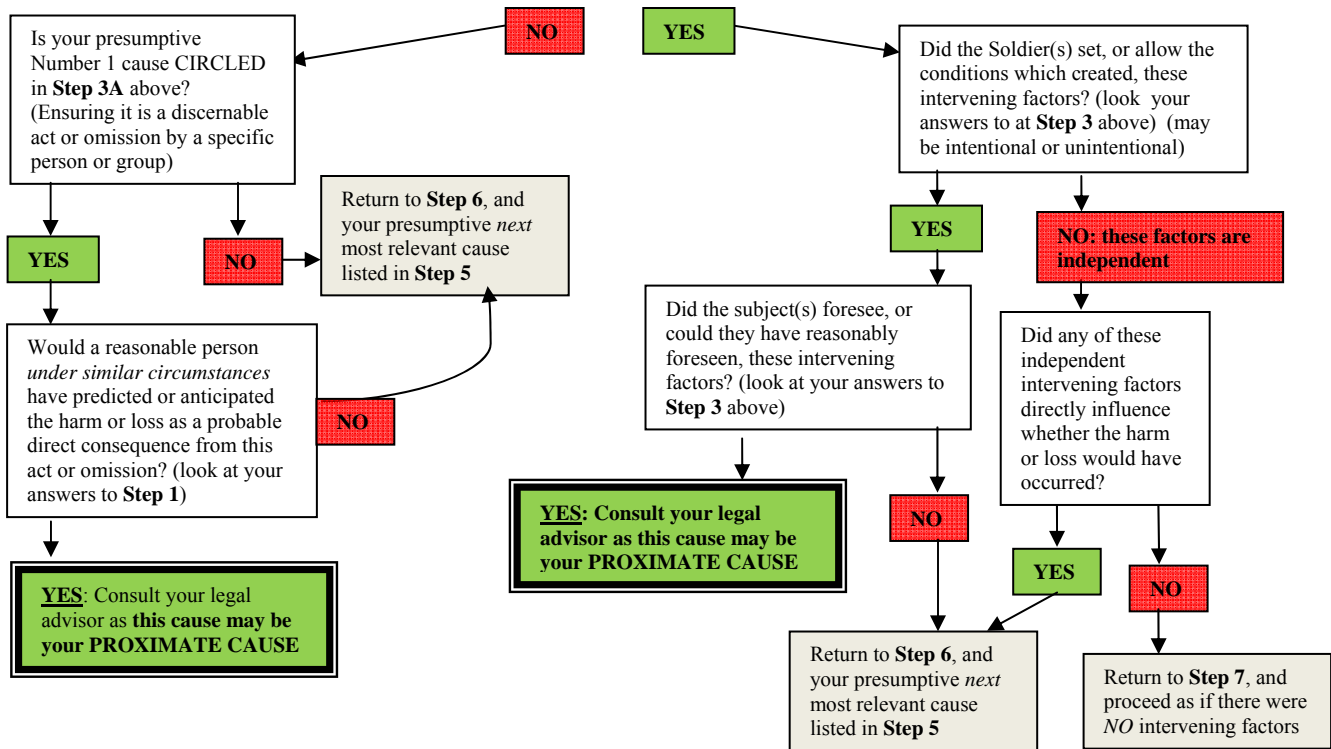 NO
YES
Is your presumptive
Number 1 cause CIRCLED
in Step 3A above?
(Ensuring it is a discernable
act or omission by a specific
person or group)
Did the Soldier(s) set, or allow the
conditions which created, these
intervening factors? (look your
answers to at Step 3 above) (may
be intentional or unintentional)
YES
NO
Return to Step 6, and
your presumptive next
most relevant cause
listed in Step 5
YES
NO: these factors are
independent
Would a reasonable person
under similar circumstances
have predicted or anticipated
the harm or loss as a probable
direct consequence from this
act or omission? (look at your
answers to Step 1)
NO
Did the subject(s) foresee, or
could they have reasonably
foreseen, these intervening
factors? (look at your answers to
Step 3 above)
Did any of these
independent
intervening factors
directly influence
whether the harm
or loss would have
occurred?
YES: Consult your legal
advisor as this cause may be
your PROXIMATE CAUSE
YES: Consult your legal
advisor as this cause may be
your PROXIMATE CAUSE
NO
YES
NO
Return to Step 6, and
your presumptive next
most relevant cause
listed in Step 5
Return to Step 7, and
proceed as if there were
NO intervening factors